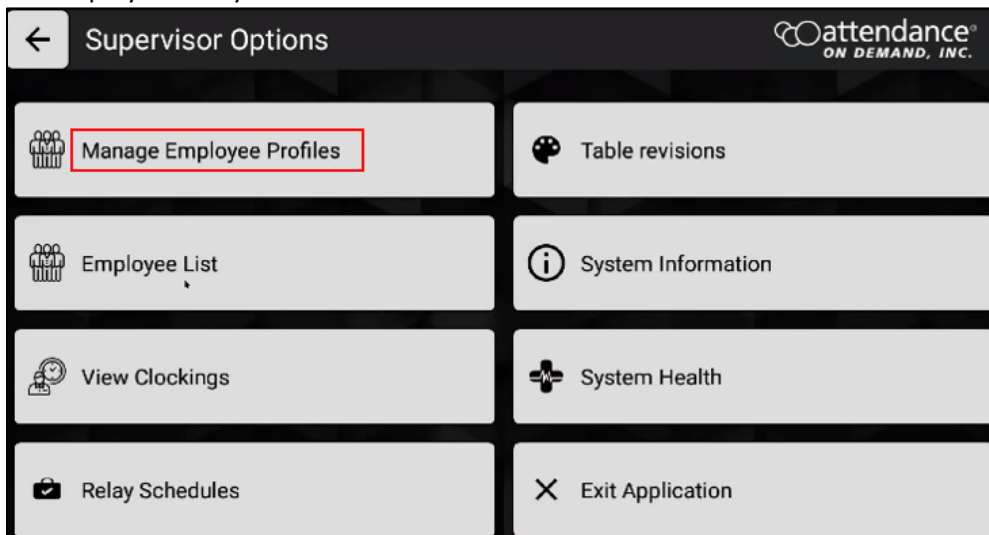 Supervisor Options
attendance®
ON DEMAND, INC.
Manage Employee Profiles
Table revisions
Employee List
System Information
View Clockings
System Health
Relay Schedules
Exit Application